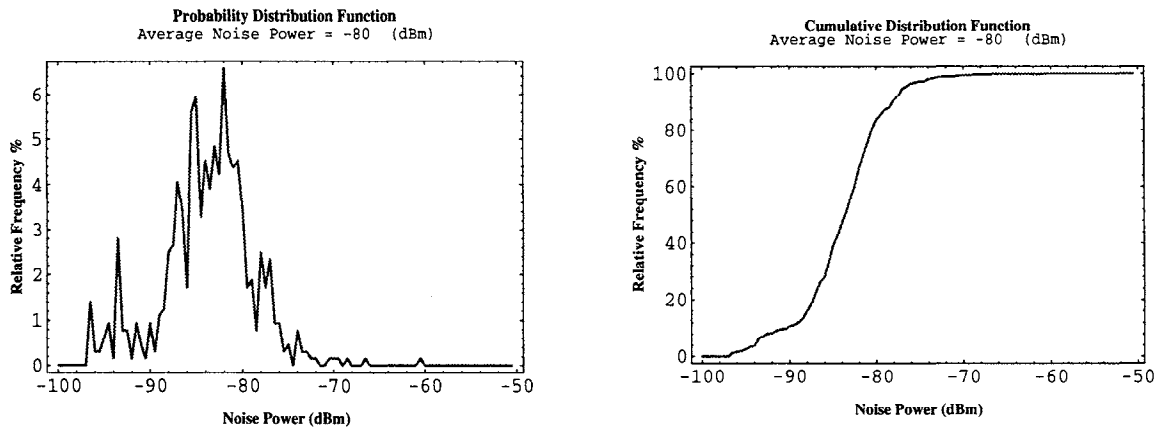 Probability Distribution Function
Average Noise Power = -80 (dBm)
6
5
4
3
2
1
0
Relative Frequency %
-100 -90 -80 -70 -60 -50
Noise Power (dBm)
Cumulative Distribution Function
Average Noise Power = -80 (dBm)
100
80
60
40
20
0
Relative Frequency %
-100 -90 -80 -70 -60 -50
Noise Power (dBm)